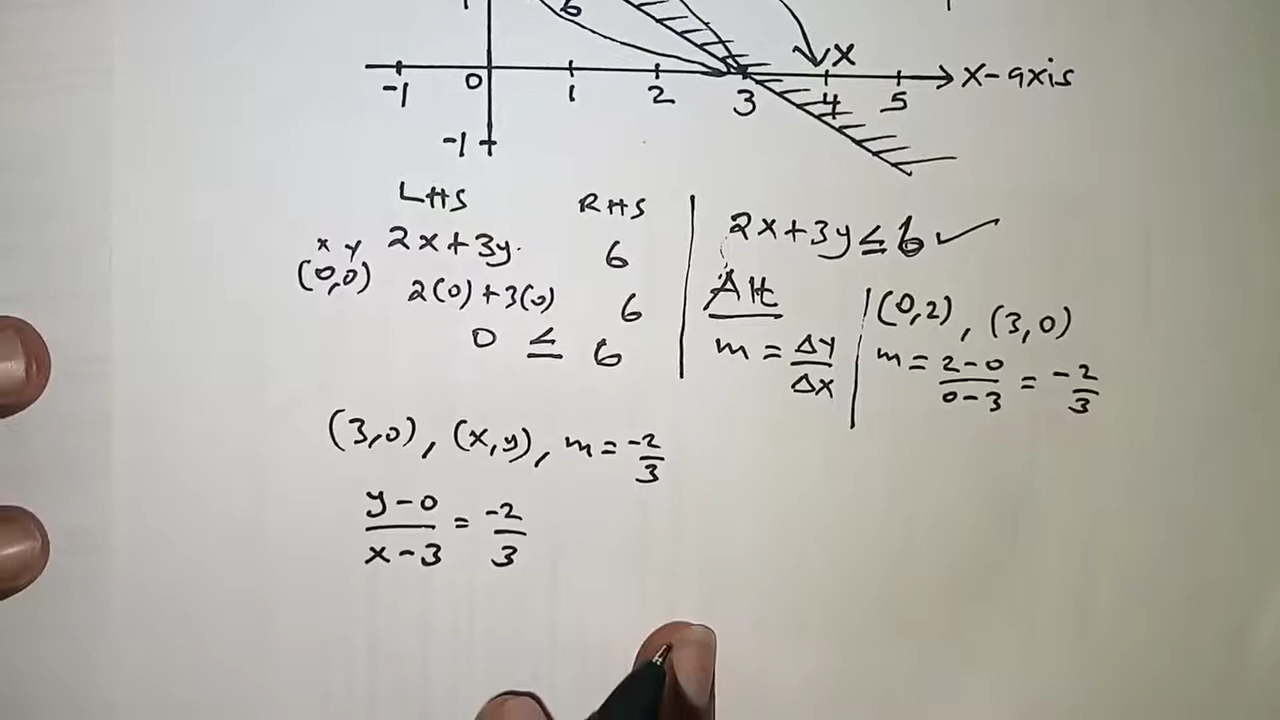 6
X
-1 0 1 2 3 4 5 X-axis
-1
LHS RHS
x y
(0,0) 2x+3y. 6
2(0)+3(0) 6
0 ≤ 6
2x+3y≤6 ✓
Alt
m = Δy/Δx
(0,2), (3,0)
m = 2-0/0-3 = -2/3
(3,0), (x,y), m = -2/3
y-0/x-3 = -2/3